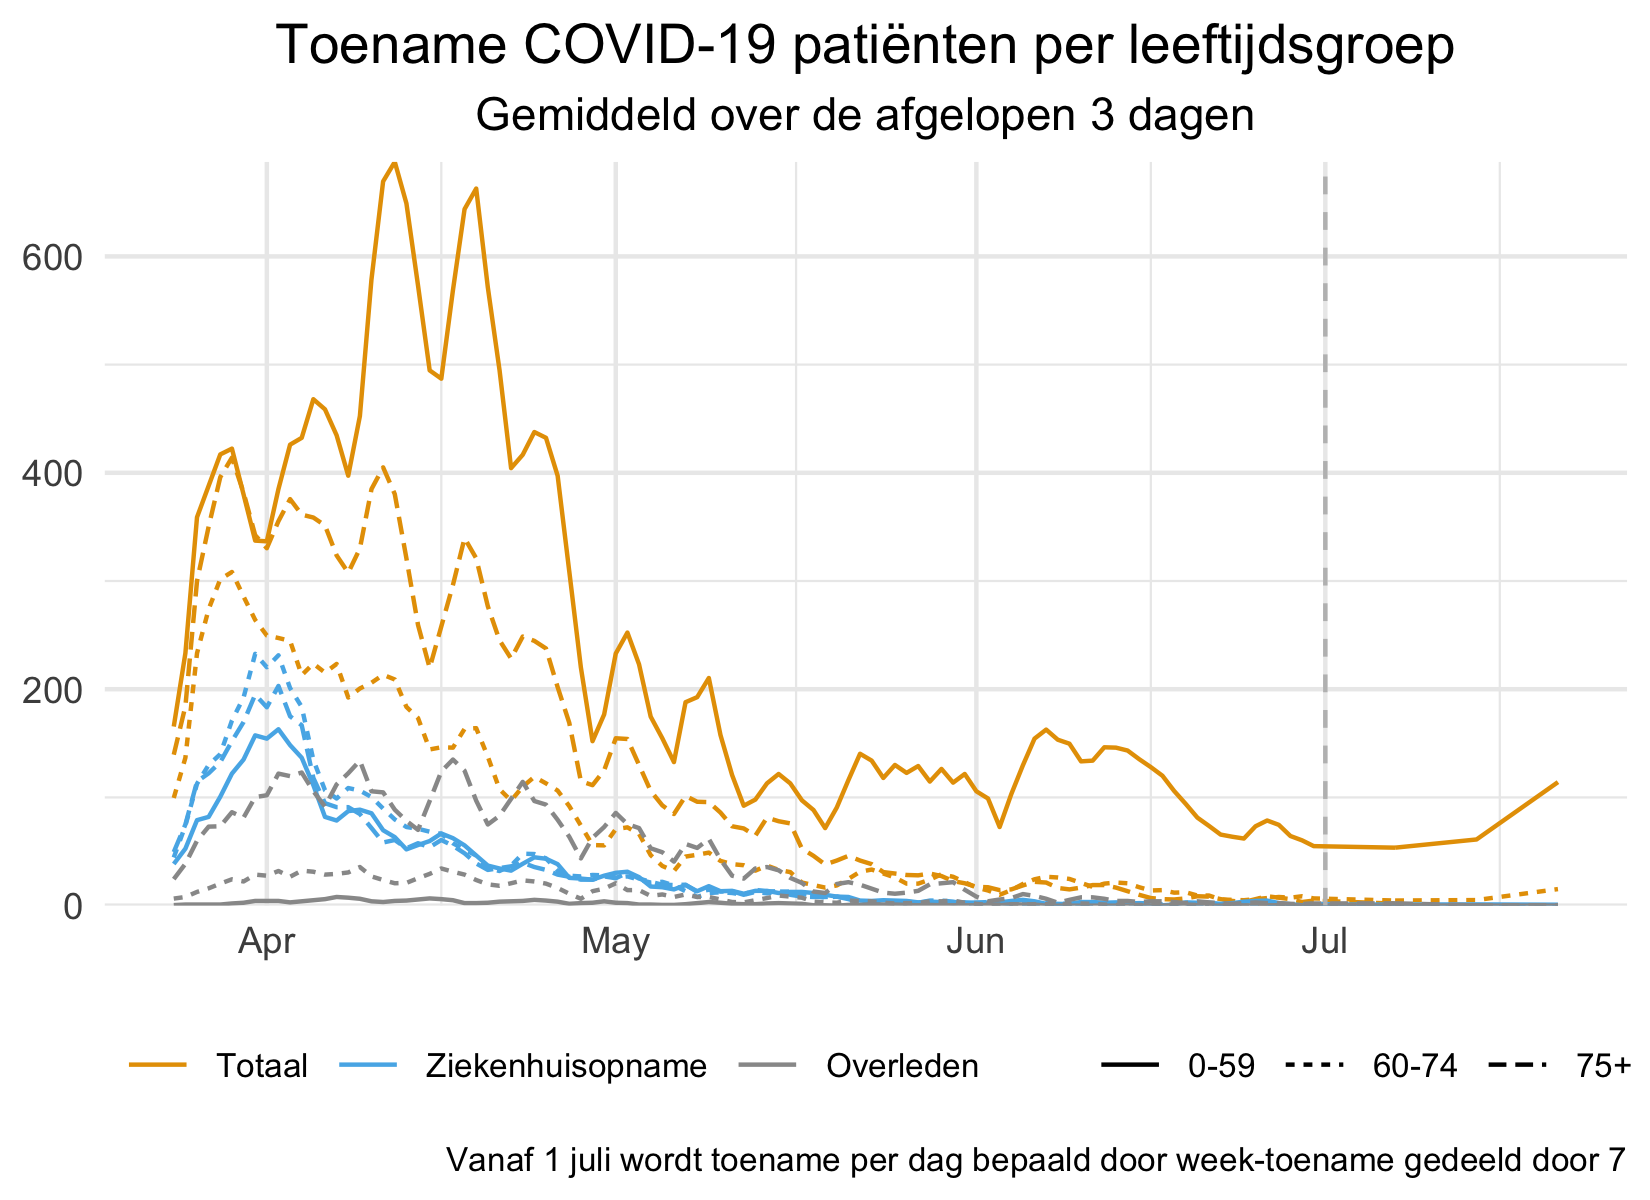 Toename COVID-19 patiënten per leeftijdsgroep
Gemiddeld over de afgelopen 3 dagen
600
400
200
0
Apr May Jun Jul
Totaal Ziekenhuisopname Overleden 0-59 60-74 75+
Vanaf 1 juli wordt toename per dag bepaald door week-toename gedeeld door 7